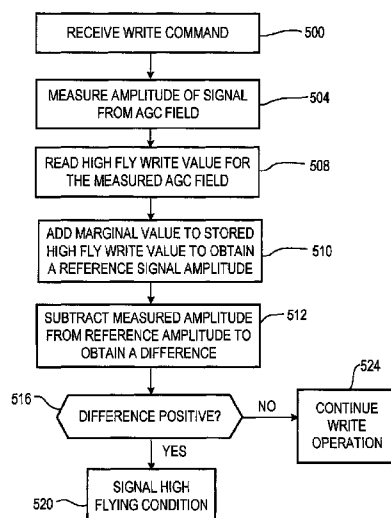 RECEIVE WRITE COMMAND
500
MEASURE AMPLITUDE OF SIGNAL
FROM AGC FIELD
504
READ HIGH FLY WRITE VALUE FOR
THE MEASURED AGC FIELD
508
ADD MARGINAL VALUE TO STORED
HIGH FLY WRITE VALUE TO OBTAIN
A REFERENCE SIGNAL AMPLITUDE
510
SUBTRACT MEASURED AMPLITUDE
FROM REFERENCE AMPLITUDE TO
OBTAIN A DIFFERENCE
512
516
DIFFERENCE POSITIVE?
NO
524
CONTINUE
WRITE
OPERATION
YES
520
SIGNAL HIGH
FLYING CONDITION